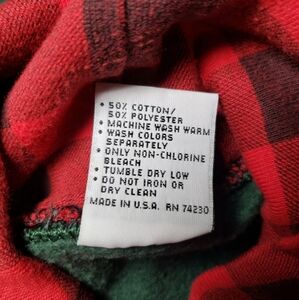 • 50% COTTON/
50% POLYESTER
• MACHINE WASH WARM
• WASH COLORS
SEPARATELY
• ONLY NON-CHLORINE
BLEACH
• TUMBLE DRY LOW
• DO NOT IRON OR
DRY CLEAN
MADE IN U.S.A. RN 74230